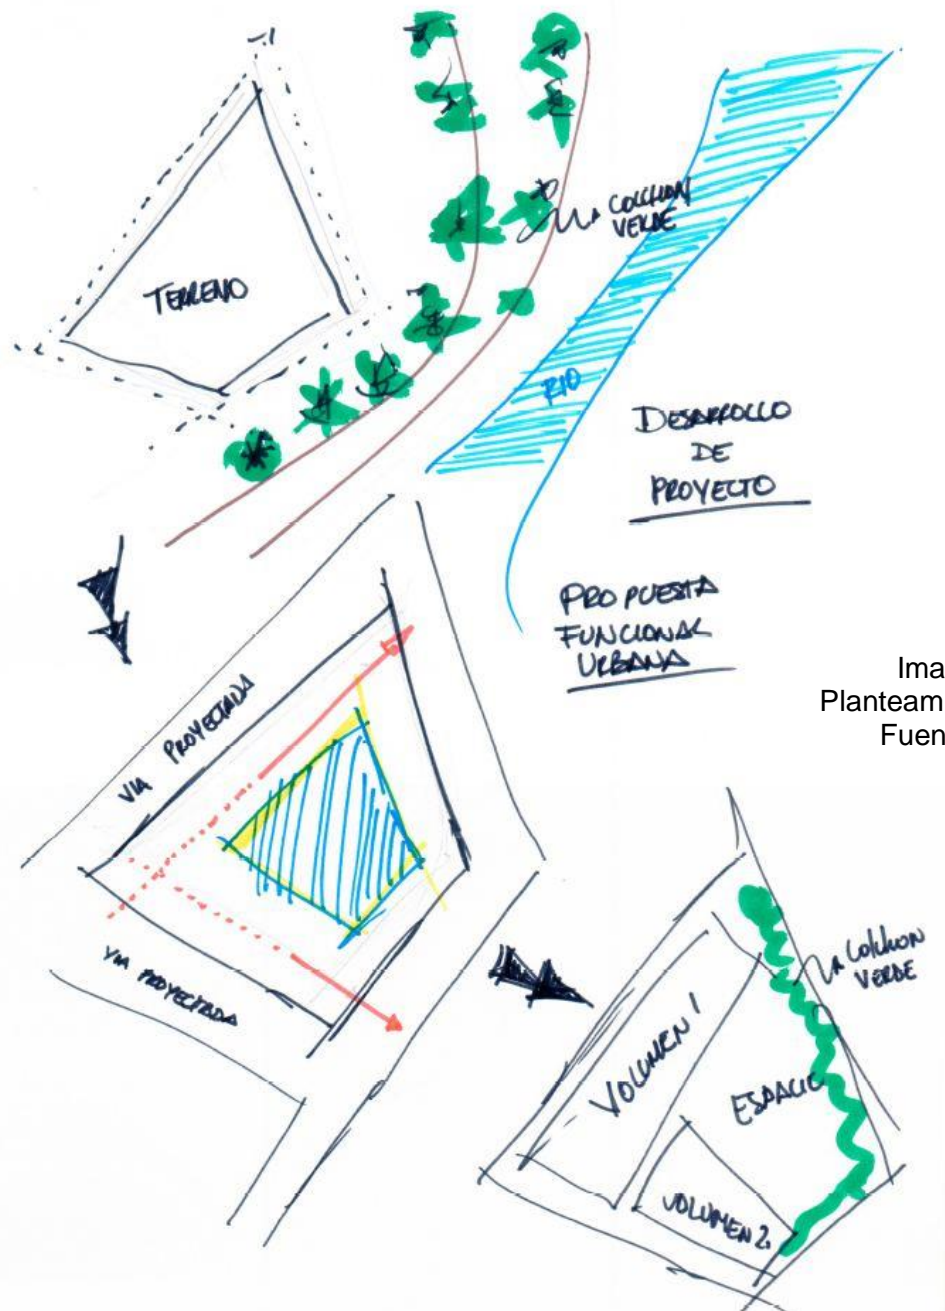 TERRENO
COLCHON
VERDE
RIO
DESARROLLO
DE
PROYECTO
PROPUESTA
FUNCIONAL
URBANA
Ima
Planteam
Fuen
VIA PROYECTADA
VIA PROYECTADA
COLCHON
VERDE
VOLUMEN 1
ESPACIO
VOLUMEN 2.